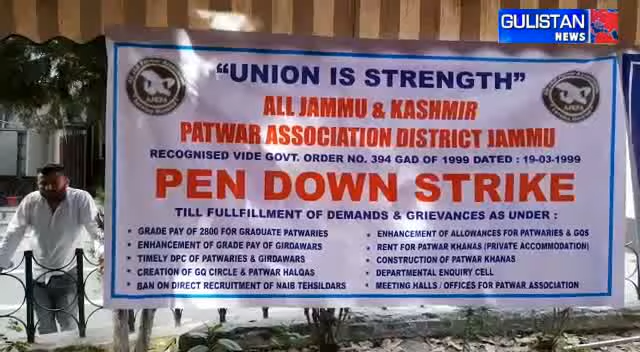 GULISTAN
NEWS
"UNION IS STRENGTH"
ALL JAMMU & KASHMIR
PATWAR ASSOCIATION DISTRICT JAMMU
RECOGNISED VIDE GOVT. ORDER NO. 394 GAD OF 1999 DATED : 19-03-1999
PEN DOWN STRIKE
TILL FULLFILLMENT OF DEMANDS & GRIEVANCES AS UNDER :
• GRADE PAY OF 2800 FOR GRADUATE PATWARIES
• ENHANCEMENT OF GRADE PAY OF GIRDAWARS
• TIMELY DPC OF PATWARIES & GIRDAWARS
• CREATION OF GQ CIRCLE & PATWAR HALQAS
• BAN ON DIRECT RECRUITMENT OF NAIB TEHSILDARS
• ENHANCEMENT OF ALLOWANCES FOR PATWARIES & GQS
• RENT FOR PATWAR KHANAS (PRIVATE ACCOMMODATION)
• CONSTRUCTION OF PATWAR KHANAS
• DEPARTMENTAL ENQUIRY CELL
• MEETING HALLS / OFFICES FOR PATWAR ASSOCIATION